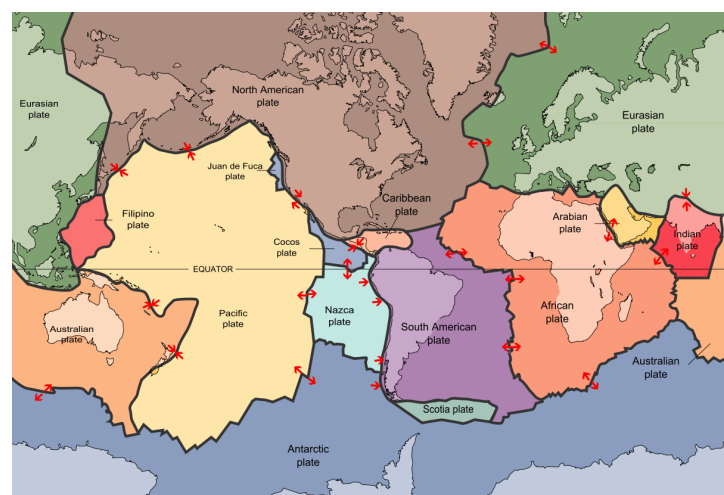 North American
plate
Eurasian
plate
Eurasian
plate
Juan de Fuca
plate
Caribbean
plate
Filipino
plate
Arabian
plate
Indian
plate
Cocos
plate
EQUATOR
Nazca
plate
African
plate
Pacific
plate
Australian
plate
South American
plate
Australian
plate
Scotia plate
Antarctic
plate